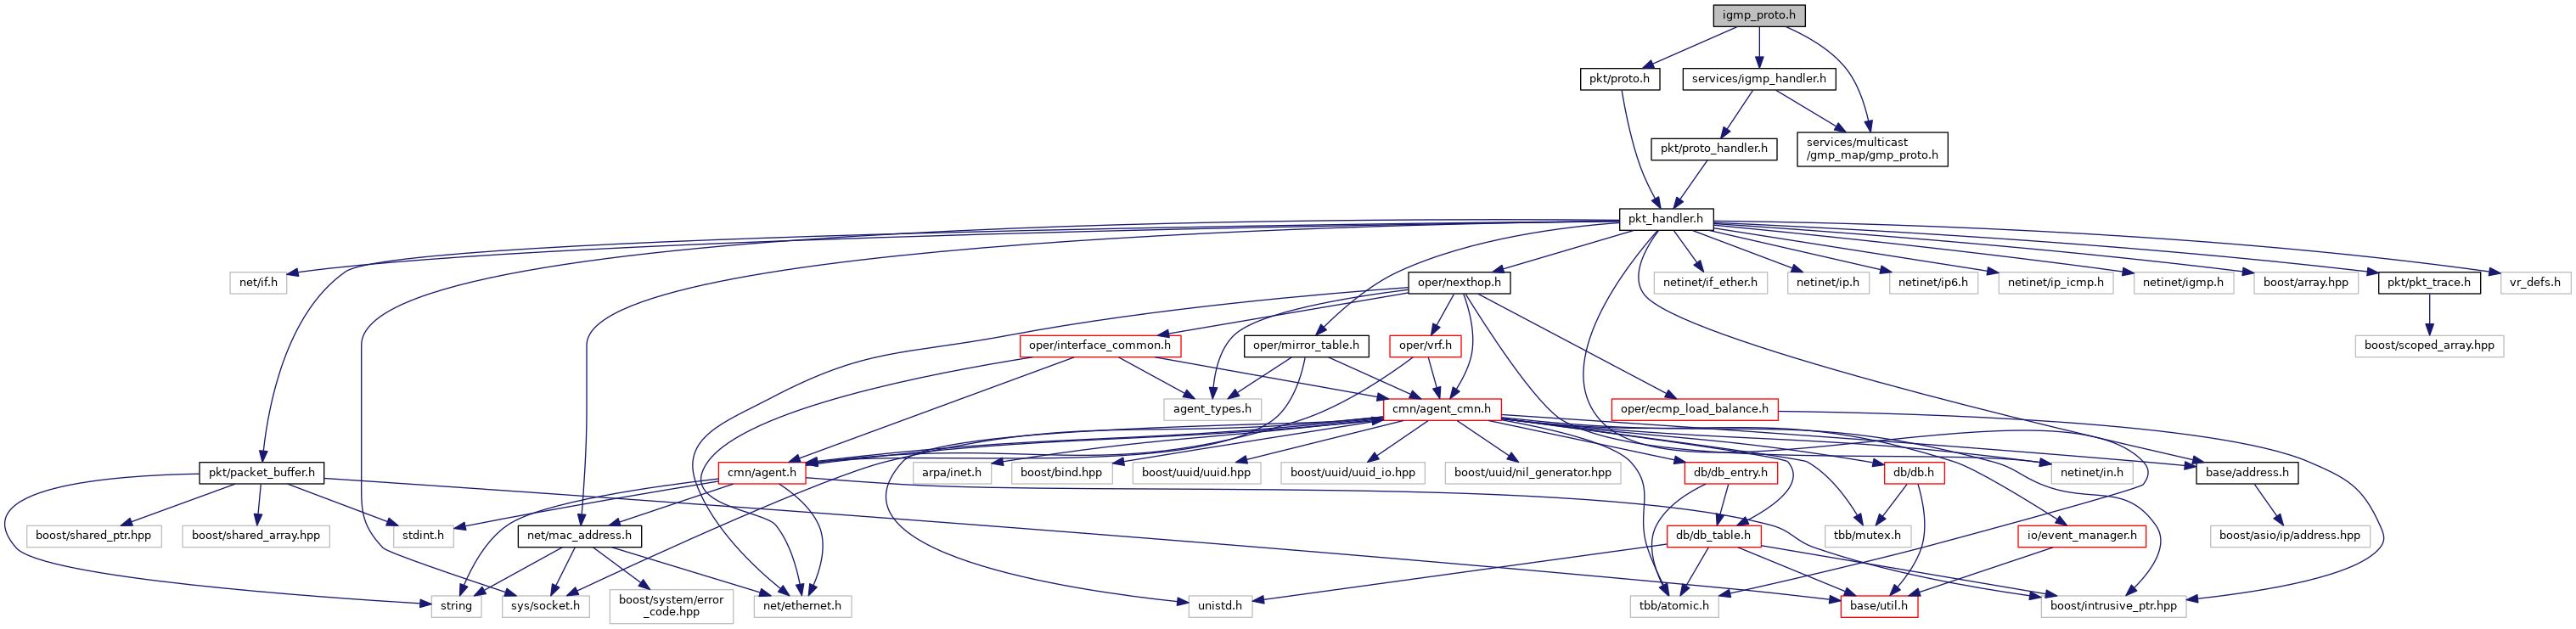 igmp_proto.h
pkt/proto.h
services/igmp_handler.h
pkt/proto_handler.h
services/multicast
/gmp_map/gmp_proto.h
pkt_handler.h
net/if.h
oper/nexthop.h
netinet/if_ether.h
netinet/ip.h
netinet/ip6.h
netinet/ip_icmp.h
netinet/igmp.h
boost/array.hpp
pkt/pkt_trace.h
vr_defs.h
oper/interface_common.h
oper/mirror_table.h
oper/vrf.h
boost/scoped_array.hpp
agent_types.h
cmn/agent_cmn.h
oper/ecmp_load_balance.h
pkt/packet_buffer.h
cmn/agent.h
arpa/inet.h
boost/bind.hpp
boost/uuid/uuid.hpp
boost/uuid/uuid_io.hpp
boost/uuid/nil_generator.hpp
db/db_entry.h
db/db.h
netinet/in.h
base/address.h
boost/shared_ptr.hpp
boost/shared_array.hpp
stdint.h
net/mac_address.h
db/db_table.h
tbb/mutex.h
io/event_manager.h
boost/asio/ip/address.hpp
string
sys/socket.h
boost/system/error
_code.hpp
net/ethernet.h
unistd.h
tbb/atomic.h
base/util.h
boost/intrusive_ptr.hpp